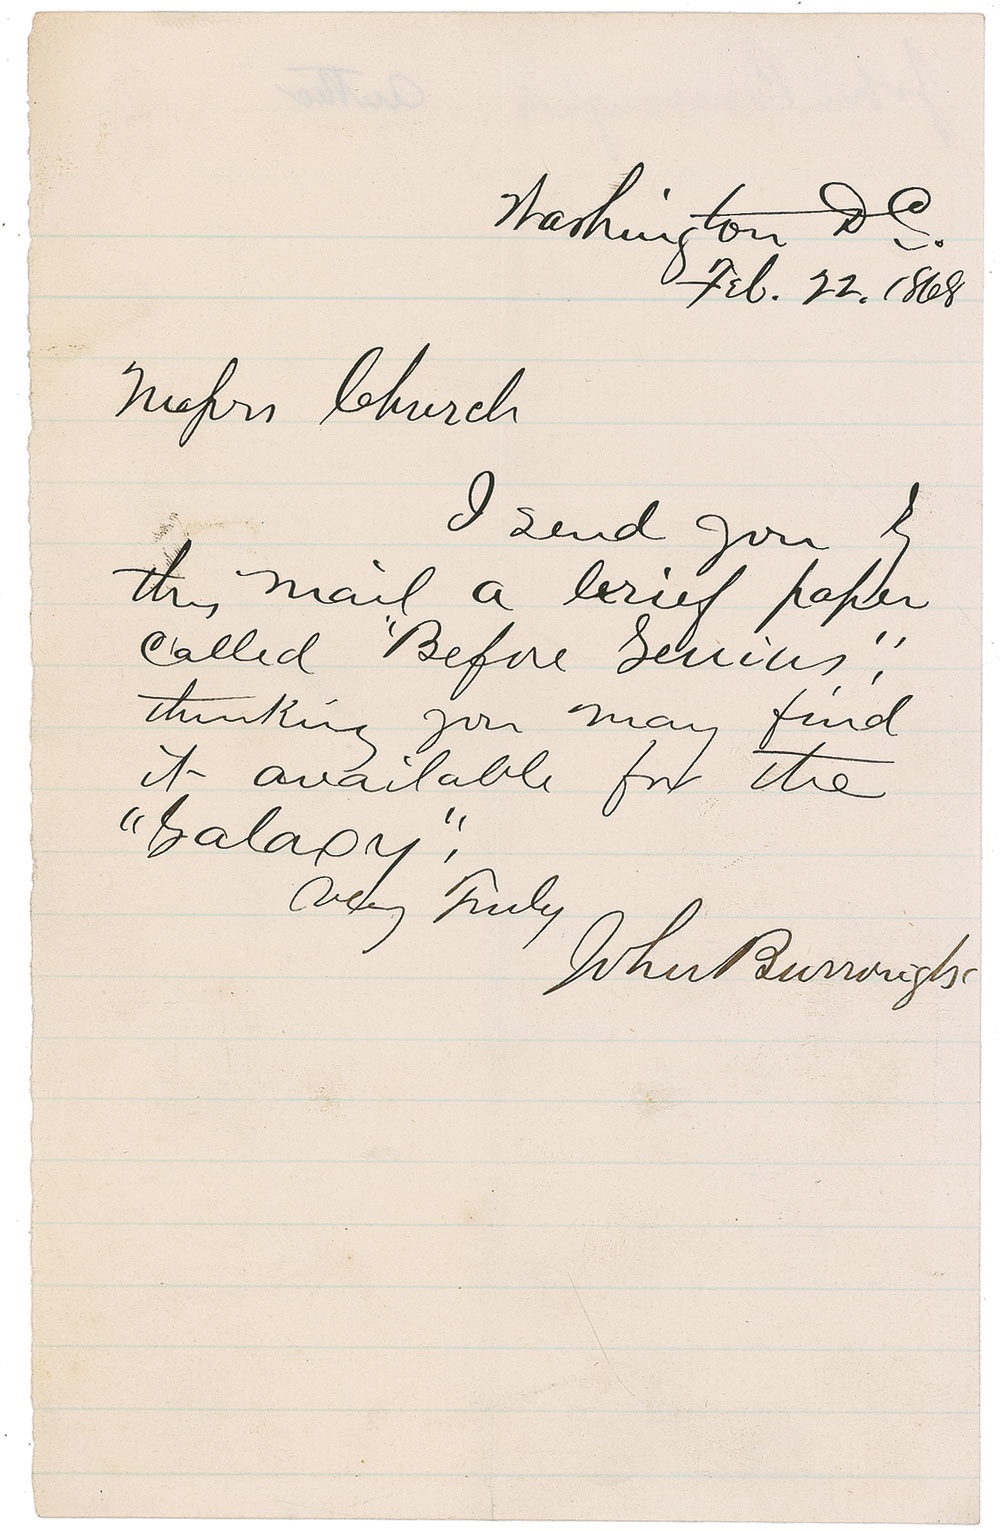 Washington D C.
Feb. 22. 1868
Messrs Church
I send you by
this mail a brief paper
called "Before Genius",
thinking you may find
it available for the
"Galaxy",
Very Truly
John Burroughs